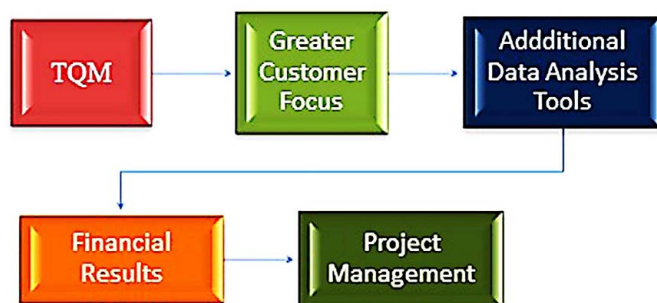 TQM
Greater
Customer
Focus
Addditional
Data Analysis
Tools
Financial
Results
Project
Management